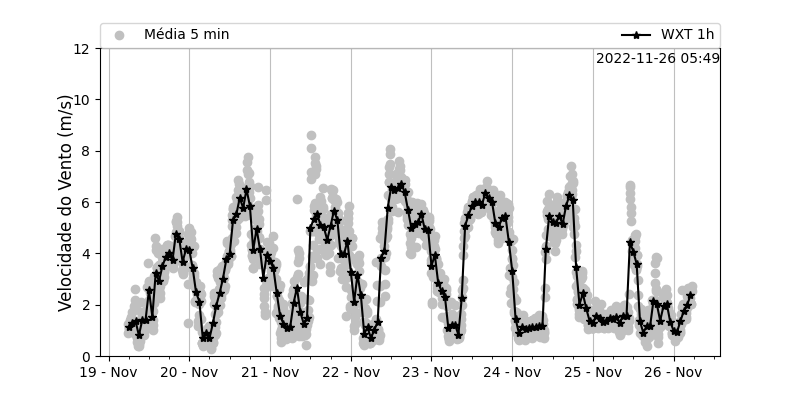 Média 5 min WXT 1h
2022-11-26 05:49
Velocidade do Vento (m/s)
12
10
8
6
4
2
0
19 - Nov 20 - Nov 21 - Nov 22 - Nov 23 - Nov 24 - Nov 25 - Nov 26 - Nov